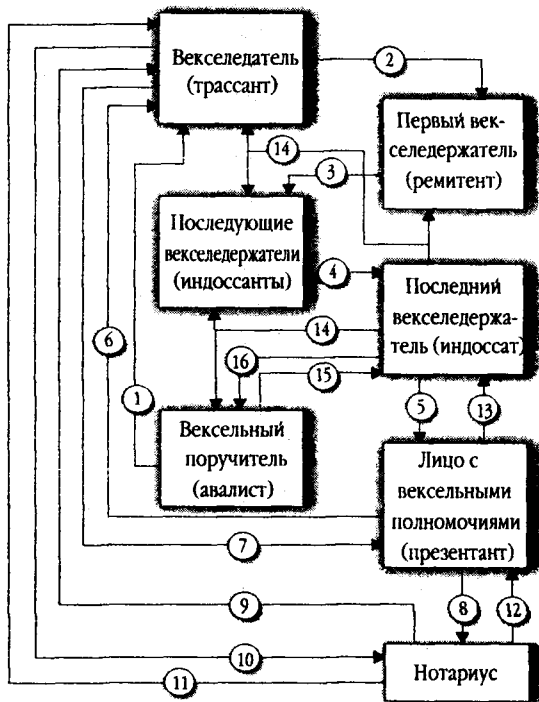 Векселедатель
(трассант)
2
Первый век-
селедержатель
(ремитент)
14
3
Последующие
векселедержатели
(индоссанты)
4
Последний
векселедержа-
тель (индоссат)
14
6
16
15
1
5
13
Вексельный
поручитель
(авалист)
Лицо с
вексельными
полномочиями
(презентант)
7
9
8
12
10
11
Нотариус